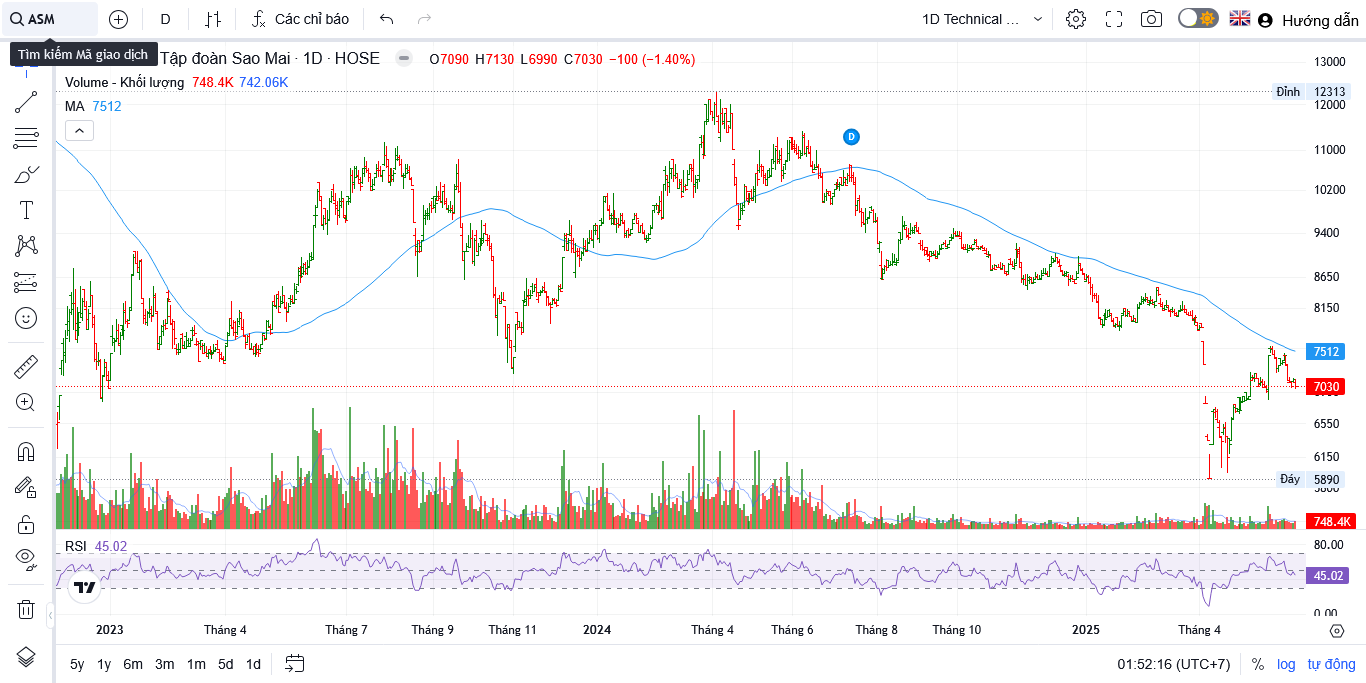 ASM
D
Các chỉ báo
1D Technical ...
Hướng dẫn
Tìm kiếm Mã giao dịch
Tập đoàn Sao Mai · 1D · HOSE
O7090 H7130 L6990 C7030 −100 (−1.40%)
Volume - Khối lượng 748.4K 742.06K
MA 7512
D
13000
Đỉnh 12313
12000
11000
10200
9400
8650
8150
7512
7030
6550
6150
Đáy 5890
748.4K
RSI 45.02
80.00
45.02
0.00
2023 Tháng 4 Tháng 7 Tháng 9 Tháng 11 2024 Tháng 4 Tháng 6 Tháng 8 Tháng 10 2025 Tháng 4
5y 1y 6m 3m 1m 5d 1d
01:52:16 (UTC+7) % log tự động